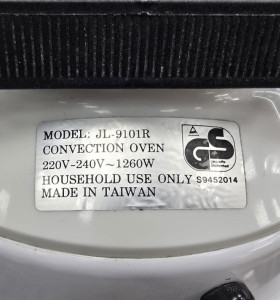 MODEL: JL-9101R
CONVECTION OVEN
220V-240V~1260W
HOUSEHOLD USE ONLY S9452014
MADE IN TAIWAN
GS